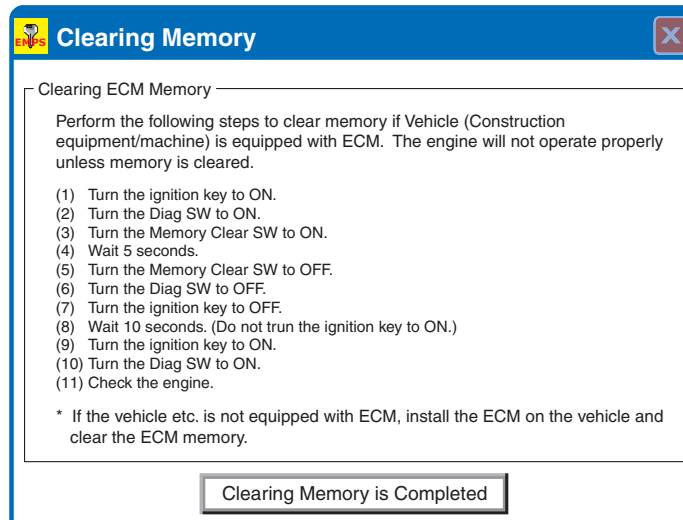 EMPS
Clearing Memory
X
Clearing ECM Memory
Perform the following steps to clear memory if Vehicle (Construction
equipment/machine) is equipped with ECM. The engine will not operate properly
unless memory is cleared.
(1) Turn the ignition key to ON.
(2) Turn the Diag SW to ON.
(3) Turn the Memory Clear SW to ON.
(4) Wait 5 seconds.
(5) Turn the Memory Clear SW to OFF.
(6) Turn the Diag SW to OFF.
(7) Turn the ignition key to OFF.
(8) Wait 10 seconds. (Do not trun the ignition key to ON.)
(9) Turn the ignition key to ON.
(10) Turn the Diag SW to ON.
(11) Check the engine.
* If the vehicle etc. is not equipped with ECM, install the ECM on the vehicle and
clear the ECM memory.
Clearing Memory is Completed